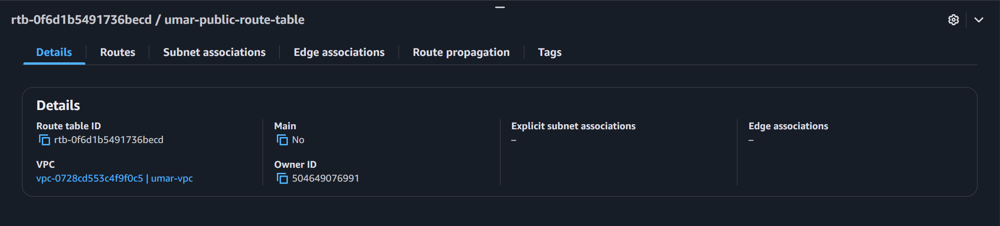 rtb-0f6d1b5491736becd / umar-public-route-table
Details
Routes
Subnet associations
Edge associations
Route propagation
Tags
Details
Route table ID
rtb-0f6d1b5491736becd
Main
No
Explicit subnet associations
–
Edge associations
–
VPC
vpc-0728cd553c4f9f0c5 | umar-vpc
Owner ID
504649076991